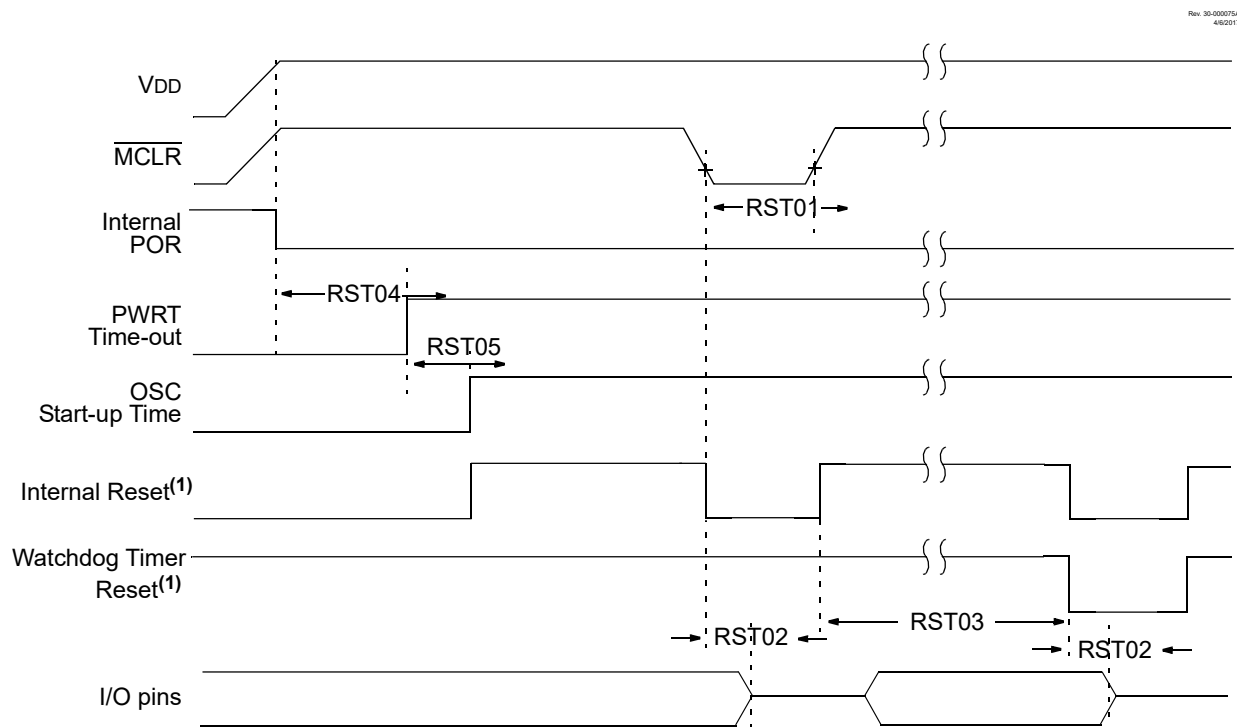 Rev. 30-000075A
4/6/2017
VDD
MCLR
RST01
Internal
POR
RST04
PWRT
Time-out
RST05
OSC
Start-up Time
Internal Reset(1)
Watchdog Timer
Reset(1)
RST03
RST02
RST02
I/O pins